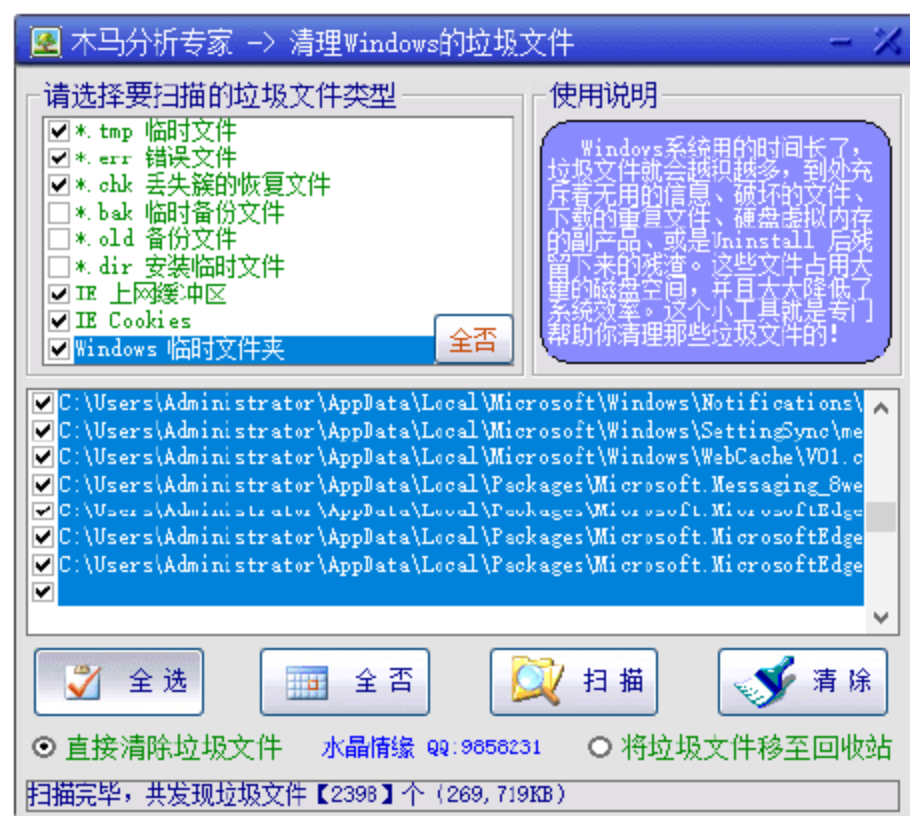 木马分析专家 -> 清理Windows的垃圾文件
请选择要扫描的垃圾文件类型
*.tmp 临时文件
*.err 错误文件
*.chk 丢失簇的恢复文件
*.bak 临时备份文件
*.old 备份文件
*.dir 安装临时文件
IE 上网缓冲区
IE Cookies
Windows 临时文件夹
全否
使用说明
Windows系统用的时间长了，
垃圾文件就会越积越多，到处充
斥着无用的信息、破坏的文件、
下载的重复文件、硬盘虚拟内存
的副产品、或是Uninstall 后残
留下来的残渣。这些文件占用大
量的磁盘空间，并且大大降低了
系统效率。这个小工具就是专门
帮助你清理那些垃圾文件的！
C:\Users\Administrator\AppData\Local\Microsoft\Windows\Notifications\
C:\Users\Administrator\AppData\Local\Microsoft\Windows\SettingSync\me
C:\Users\Administrator\AppData\Local\Microsoft\Windows\WebCache\V01.c
C:\Users\Administrator\AppData\Local\Packages\Microsoft.Messaging_8we
C:\Users\Administrator\AppData\Local\Packages\Microsoft.MicrosoftEdge
C:\Users\Administrator\AppData\Local\Packages\Microsoft.MicrosoftEdge
C:\Users\Administrator\AppData\Local\Packages\Microsoft.MicrosoftEdge
全选 全否 扫描 清除
直接清除垃圾文件 水晶情缘 QQ:9858231 将垃圾文件移至回收站
扫描完毕，共发现垃圾文件【2398】个 (269,719KB)